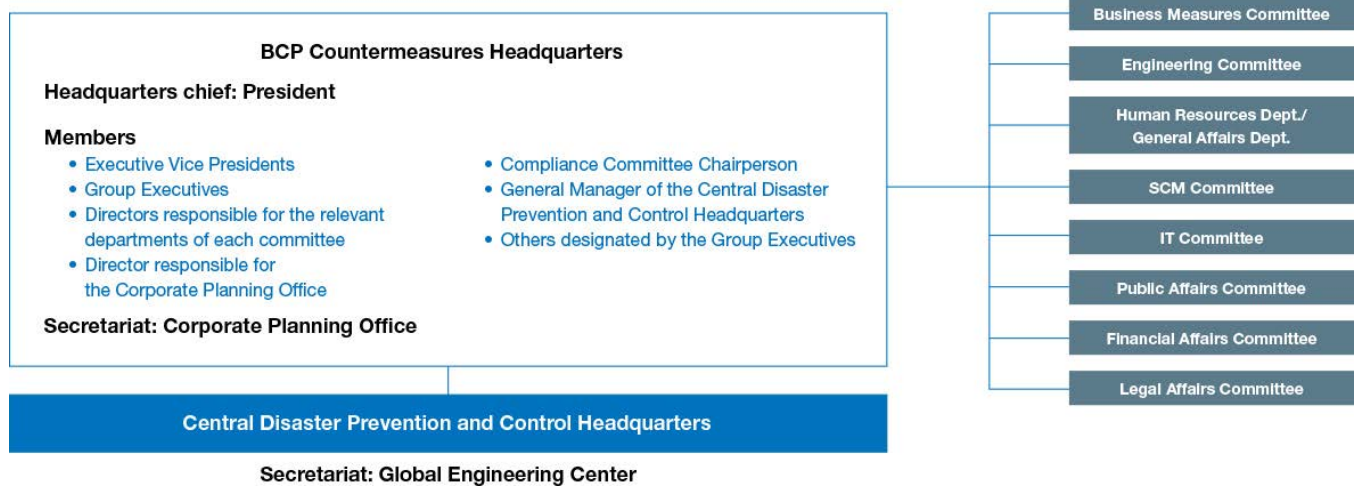 BCP Countermeasures Headquarters
Headquarters chief: President
Members
• Executive Vice Presidents
• Group Executives
• Directors responsible for the relevant
departments of each committee
• Director responsible for
the Corporate Planning Office
• Compliance Committee Chairperson
• General Manager of the Central Disaster
Prevention and Control Headquarters
• Others designated by the Group Executives
Secretariat: Corporate Planning Office
Central Disaster Prevention and Control Headquarters
Secretariat: Global Engineering Center
Business Measures Committee
Engineering Committee
Human Resources Dept./
General Affairs Dept.
SCM Committee
IT Committee
Public Affairs Committee
Financial Affairs Committee
Legal Affairs Committee